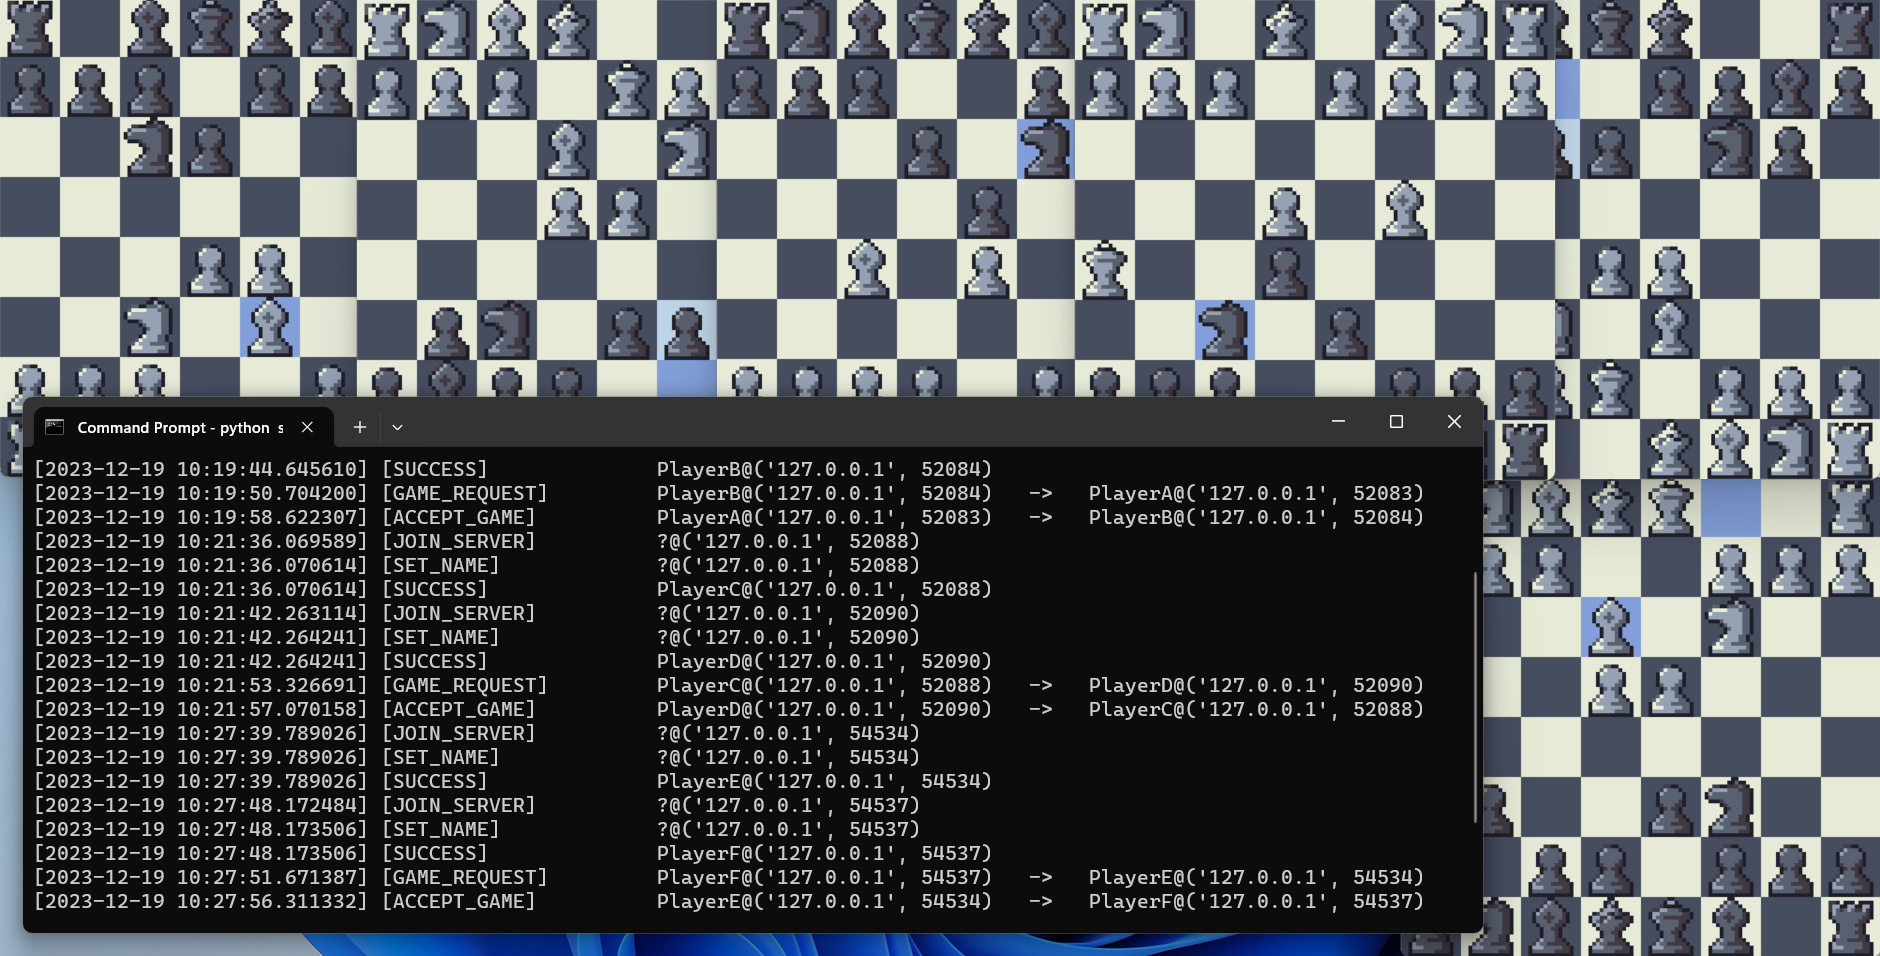 Command Prompt - python s
[2023-12-19 10:19:44.645610] [SUCCESS] PlayerB@('127.0.0.1', 52084)
[2023-12-19 10:19:50.704200] [GAME_REQUEST] PlayerB@('127.0.0.1', 52084) -> PlayerA@('127.0.0.1', 52083)
[2023-12-19 10:19:58.622307] [ACCEPT_GAME] PlayerA@('127.0.0.1', 52083) -> PlayerB@('127.0.0.1', 52084)
[2023-12-19 10:21:36.069589] [JOIN_SERVER] ?@('127.0.0.1', 52088)
[2023-12-19 10:21:36.070614] [SET_NAME] ?@('127.0.0.1', 52088)
[2023-12-19 10:21:36.070614] [SUCCESS] PlayerC@('127.0.0.1', 52088)
[2023-12-19 10:21:42.263114] [JOIN_SERVER] ?@('127.0.0.1', 52090)
[2023-12-19 10:21:42.264241] [SET_NAME] ?@('127.0.0.1', 52090)
[2023-12-19 10:21:42.264241] [SUCCESS] PlayerD@('127.0.0.1', 52090)
[2023-12-19 10:21:53.326691] [GAME_REQUEST] PlayerC@('127.0.0.1', 52088) -> PlayerD@('127.0.0.1', 52090)
[2023-12-19 10:21:57.070158] [ACCEPT_GAME] PlayerD@('127.0.0.1', 52090) -> PlayerC@('127.0.0.1', 52088)
[2023-12-19 10:27:39.789026] [JOIN_SERVER] ?@('127.0.0.1', 54534)
[2023-12-19 10:27:39.789026] [SET_NAME] ?@('127.0.0.1', 54534)
[2023-12-19 10:27:39.789026] [SUCCESS] PlayerE@('127.0.0.1', 54534)
[2023-12-19 10:27:48.172484] [JOIN_SERVER] ?@('127.0.0.1', 54537)
[2023-12-19 10:27:48.173506] [SET_NAME] ?@('127.0.0.1', 54537)
[2023-12-19 10:27:48.173506] [SUCCESS] PlayerF@('127.0.0.1', 54537)
[2023-12-19 10:27:51.671387] [GAME_REQUEST] PlayerF@('127.0.0.1', 54537) -> PlayerE@('127.0.0.1', 54534)
[2023-12-19 10:27:56.311332] [ACCEPT_GAME] PlayerE@('127.0.0.1', 54534) -> PlayerF@('127.0.0.1', 54537)